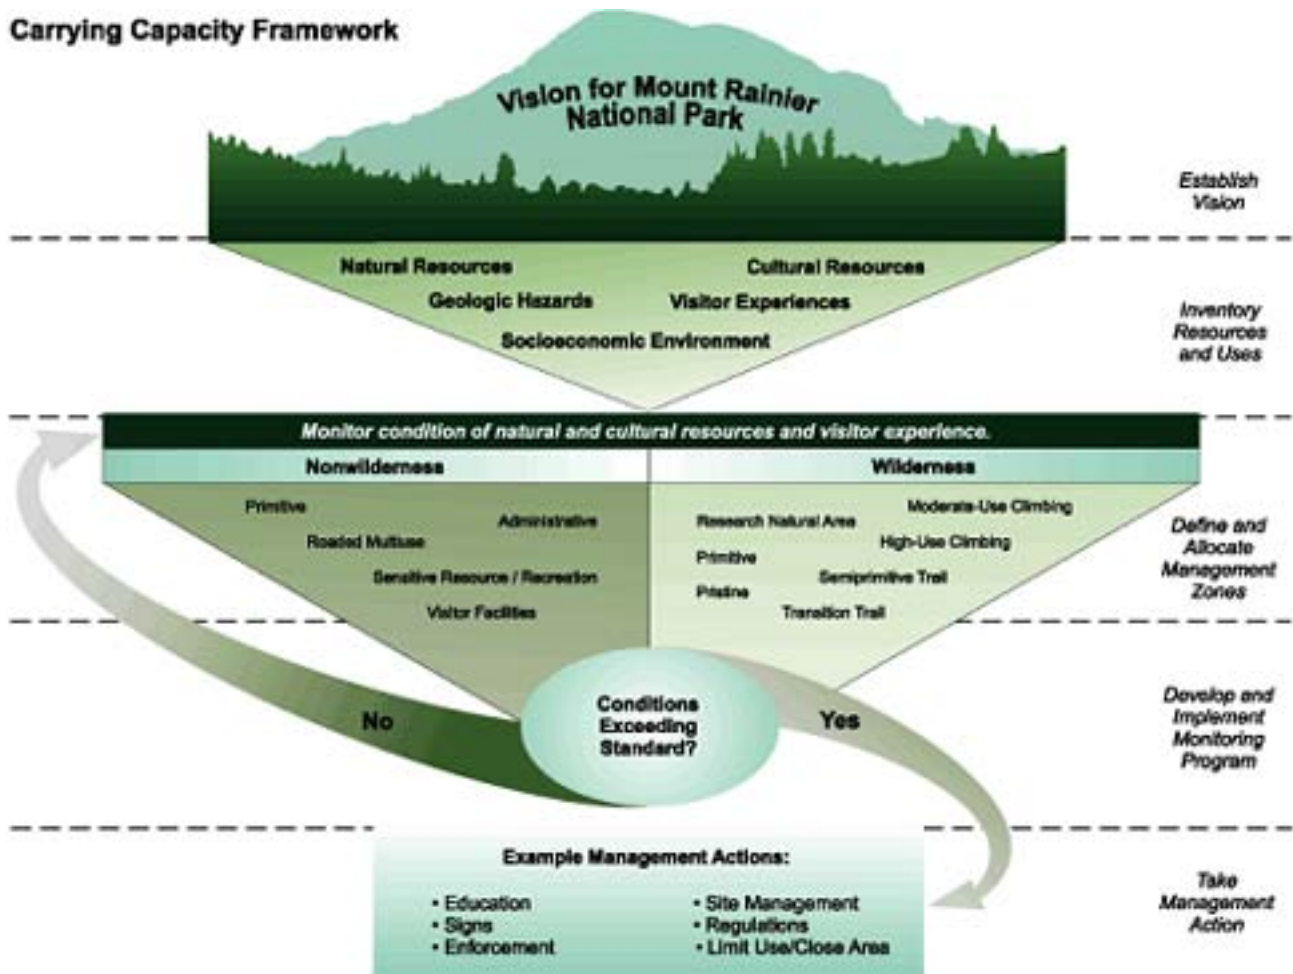 Carrying Capacity Framework
Vision for Mount Rainier
National Park
Establish
Vision
Natural Resources
Cultural Resources
Geologic Hazards
Visitor Experiences
Socioeconomic Environment
Inventory
Resources
and Uses
Monitor condition of natural and cultural resources and visitor experience.
Nonwilderness
Wilderness
Primitive
Administrative
Roaded Multiuse
Sensitive Resource / Recreation
Visitor Facilities
Moderate-Use Climbing
Research Natural Area
High-Use Climbing
Primitive
Semiprimitive Trail
Pristine
Transition Trail
Define and
Allocate
Management
Zones
No
Conditions
Exceeding
Standard?
Yes
Develop and
Implement
Monitoring
Program
Example Management Actions:
• Education
• Signs
• Enforcement
• Site Management
• Regulations
• Limit Use/Close Area
Take
Management
Action